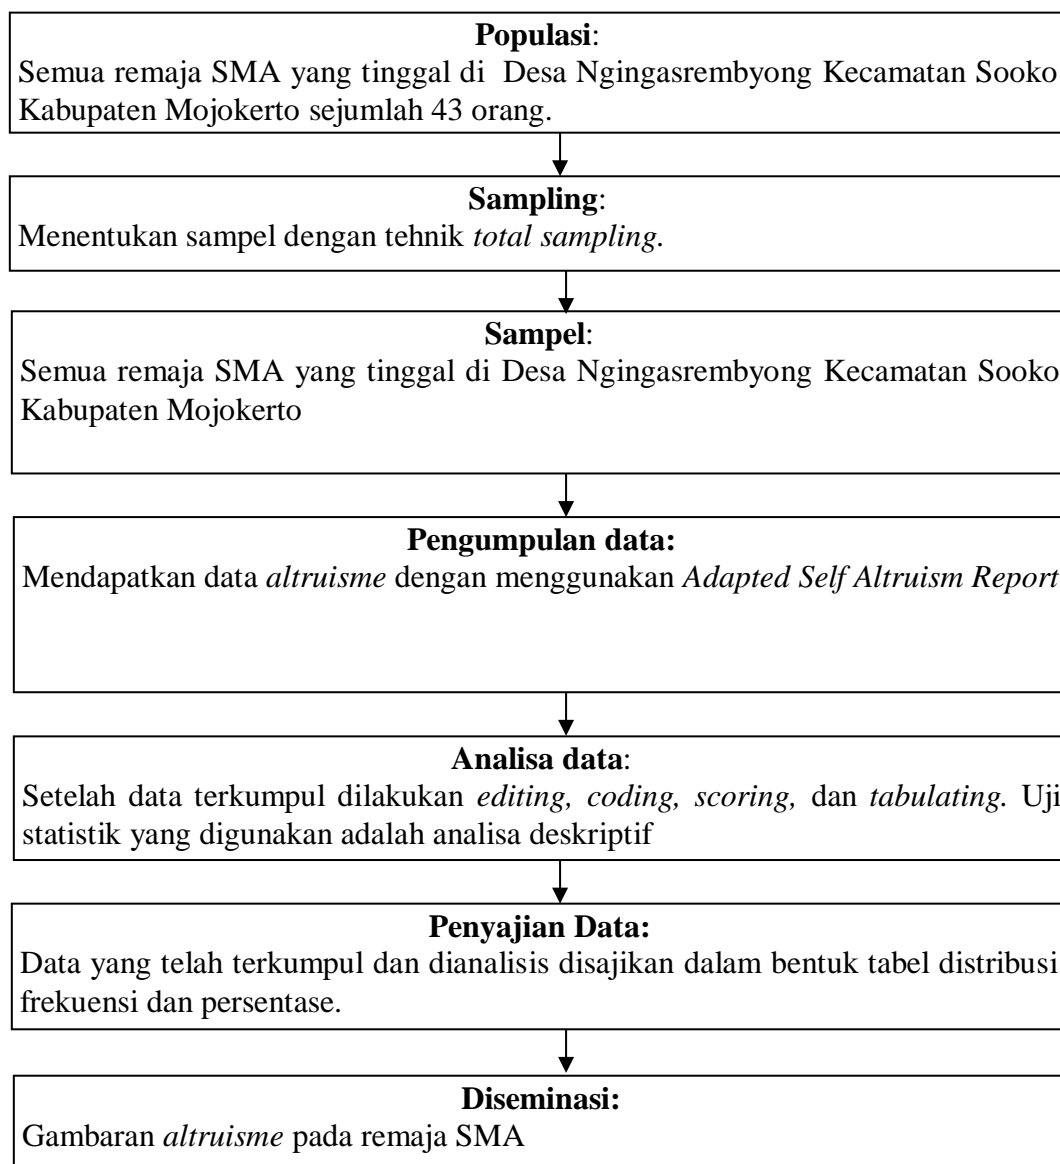 Populasi:
Semua remaja SMA yang tinggal di Desa Ngingasrembyong Kecamatan Sooko
Kabupaten Mojokerto sejumlah 43 orang.
Sampling:
Menentukan sampel dengan tehnik total sampling.
Sampel:
Semua remaja SMA yang tinggal di Desa Ngingasrembyong Kecamatan Sooko
Kabupaten Mojokerto
Pengumpulan data:
Mendapatkan data altruisme dengan menggunakan Adapted Self Altruism Report
Analisa data:
Setelah data terkumpul dilakukan editing, coding, scoring, dan tabulating. Uji
statistik yang digunakan adalah analisa deskriptif
Penyajian Data:
Data yang telah terkumpul dan dianalisis disajikan dalam bentuk tabel distribusi
frekuensi dan persentase.
Diseminasi:
Gambaran altruisme pada remaja SMA